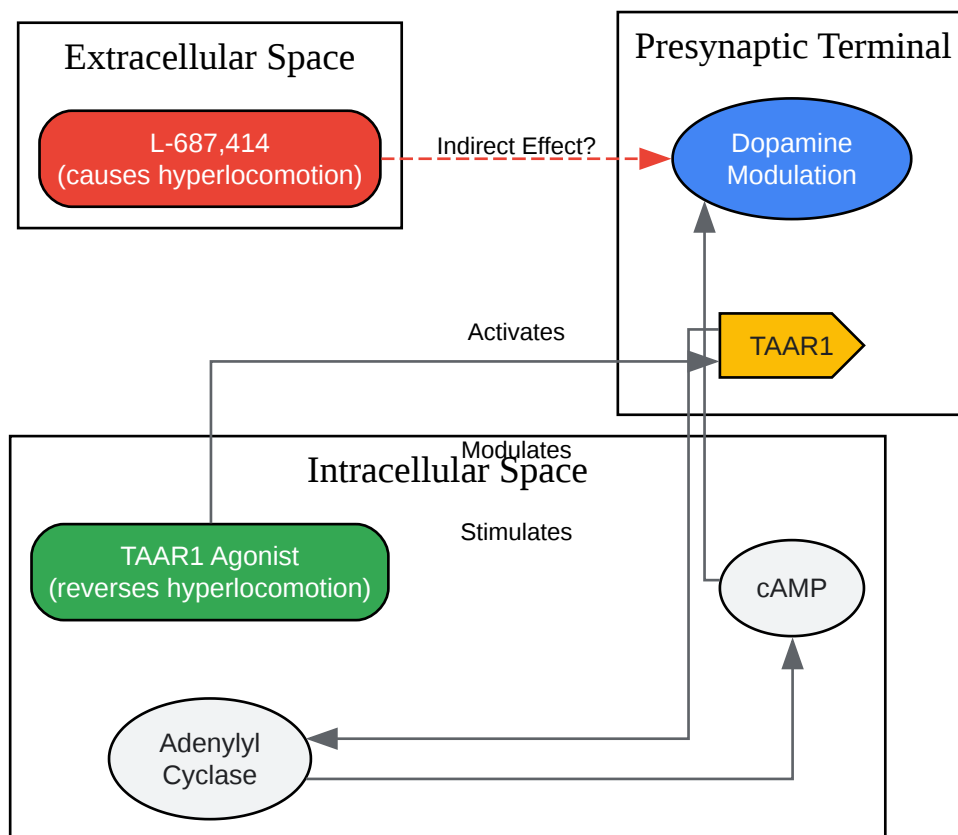 Extracellular Space
Presynaptic Terminal
L-687,414
(causes hyperlocomotion)
Indirect Effect?
Dopamine
Modulation
Activates
TAAR1
Modulates
Intracellular Space
Stimulates
TAAR1 Agonist
(reverses hyperlocomotion)
cAMP
Adenylyl
Cyclase